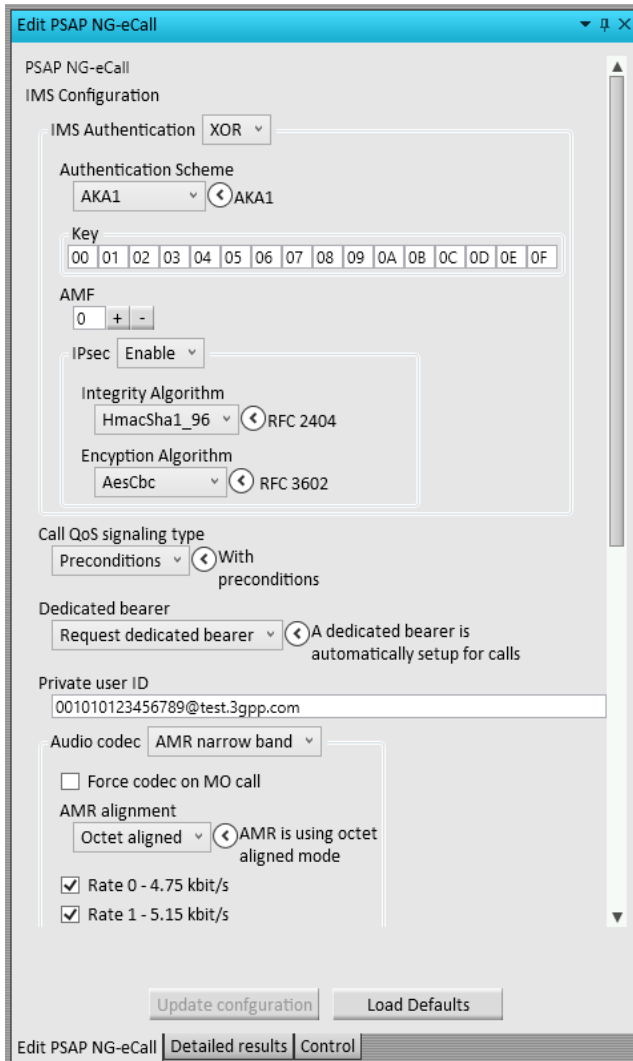 Edit PSAP NG-eCall
PSAP NG-eCall
IMS Configuration
IMS Authentication XOR
Authentication Scheme
AKA1 AKA1
Key
00 01 02 03 04 05 06 07 08 09 0A 0B 0C 0D 0E 0F
AMF
0 + -
IPsec Enable
Integrity Algorithm
HmacSha1_96 RFC 2404
Encyption Algorithm
AesCbc RFC 3602
Call QoS signaling type
Preconditions With
preconditions
Dedicated bearer
Request dedicated bearer A dedicated bearer is
automatically setup for calls
Private user ID
001010123456789@test.3gpp.com
Audio codec AMR narrow band
Force codec on MO call
AMR alignment
Octet aligned AMR is using octet
aligned mode
Rate 0 - 4.75 kbit/s
Rate 1 - 5.15 kbit/s
Update confguration Load Defaults
Edit PSAP NG-eCall Detailed results Control